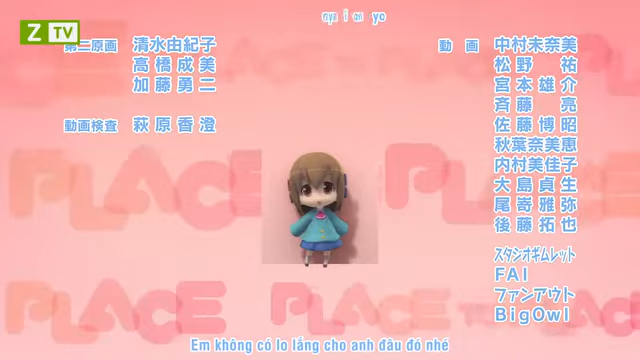 nya i an yo
Z TV
第二原画 清水由紀子
高橋成美
加藤勇二
動画検査 萩原香澄
動画 中村未奈美
松野祐
宮本雄介
斉藤亮
佐藤博昭
秋葉奈美恵
内村美佳子
大島貞生
尾嵜雅弥
後藤拓也
スタジオギムレット
FAI
ファンアウト
BigOwl
PLACE
PLACE
PLACE
PLACE
PLACE
Em không có lo lắng cho anh đâu đó nhé